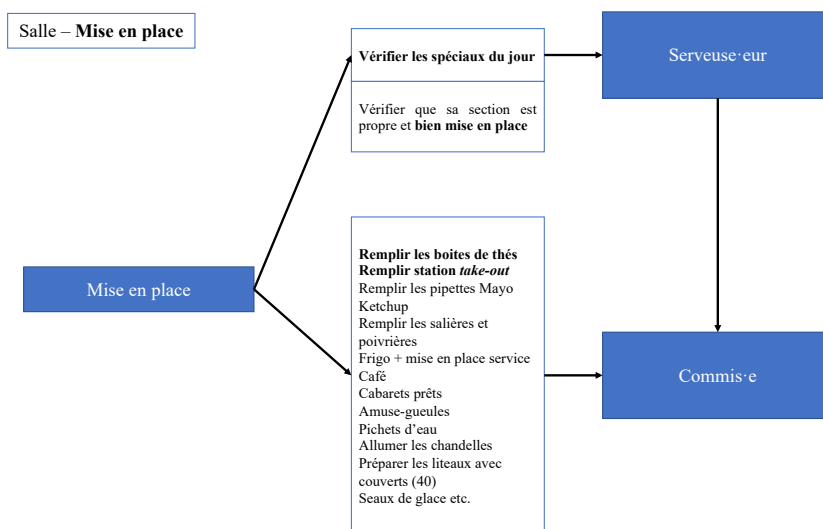 Salle – Mise en place
Vérifier les spéciaux du jour
Serveuse·eur
Vérifier que sa section est
propre et bien mise en place
Mise en place
Remplir les boites de thés
Remplir station take-out
Remplir les pipettes Mayo
Ketchup
Remplir les salières et
poivrières
Frigo + mise en place service
Café
Cabarets prêts
Amuse-gueules
Pichets d’eau
Allumer les chandelles
Préparer les liteaux avec
couverts (40)
Seaux de glace etc.
Commis·e